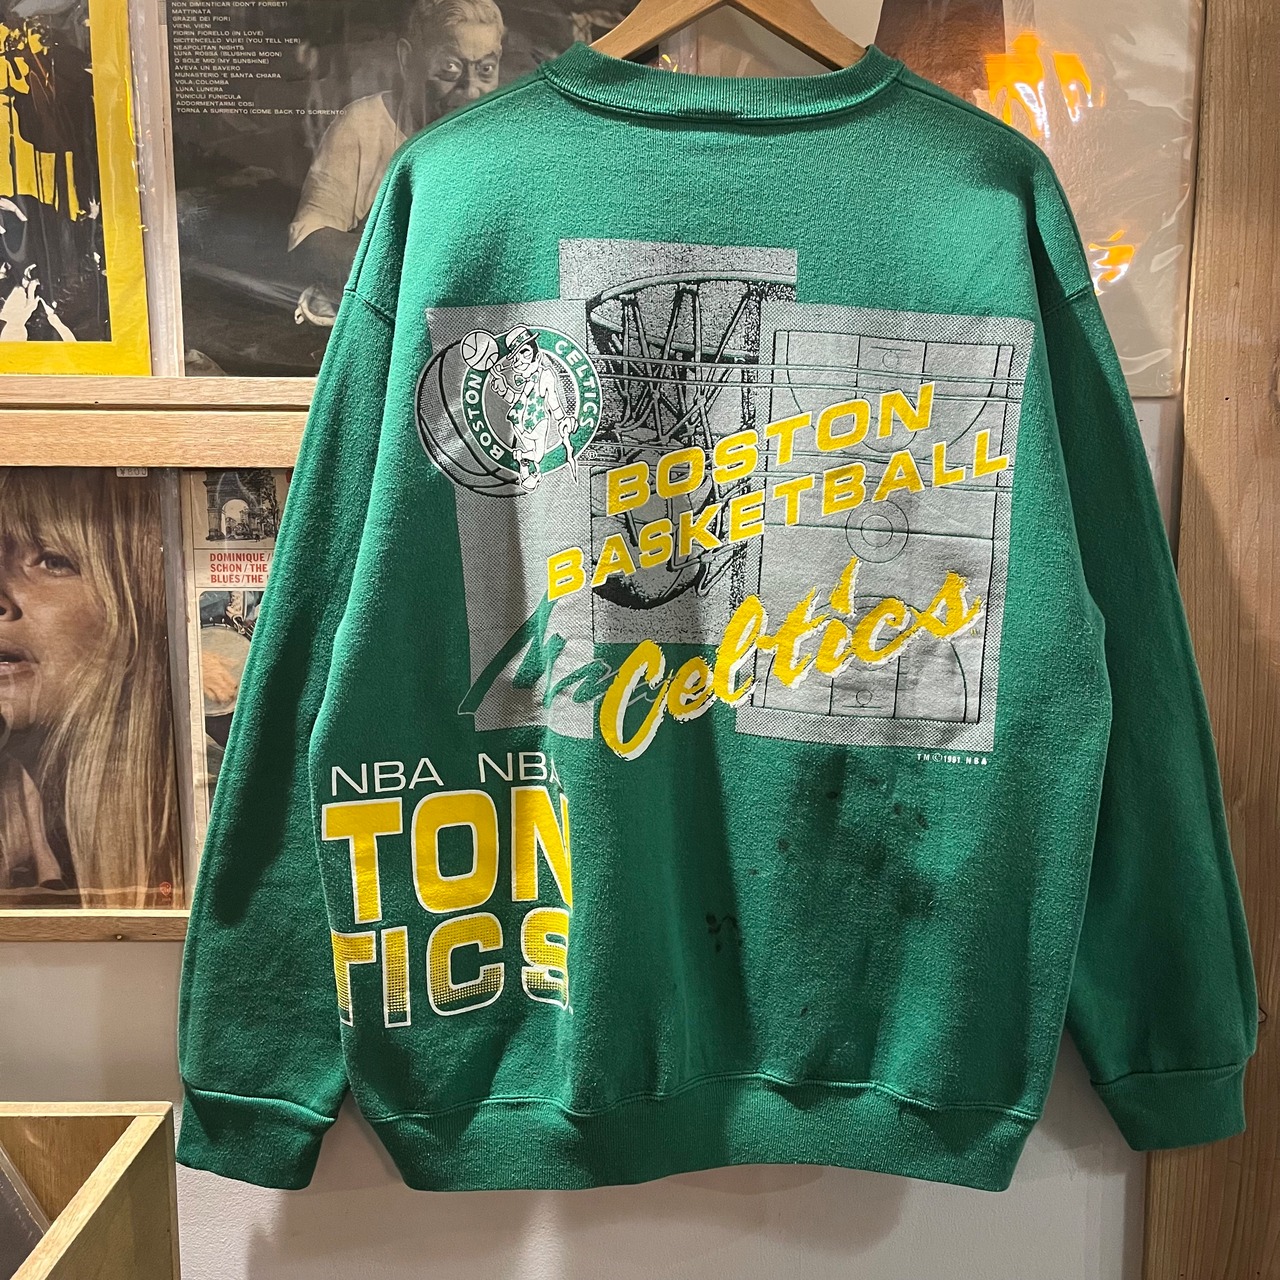 NON DIMENTICAR (DON'T FORGET)
MATTINATA
GRAZIE DEI FIORI
VIENI, VIENI
FIORIN FIORELLO (IN LOVE)
DICITENCELLO VUIE (YOU TELL HER)
NEAPOLITAN NIGHTS
LUNA ROSSA (BLUSHING MOON)
O SOLE MIO (MY SUNSHINE)
AVEVA UN BAVERO
MUNASTERIO 'E SANTA CHIARA
VOLA COLOMBA
LUNA LUNERA
FUNICULI FUNICULA
ADDORMENTARMI COSI
TORNA A SURRIENTO (COME BACK TO SORRENTO)
DOMINIQUE/
SCHON/THE
BLUES/THE
BOSTON CELTICS
BOSTON
BASKETBALL
Celtics
TM © 1991. NBA
NBA NBA
TON
TICS